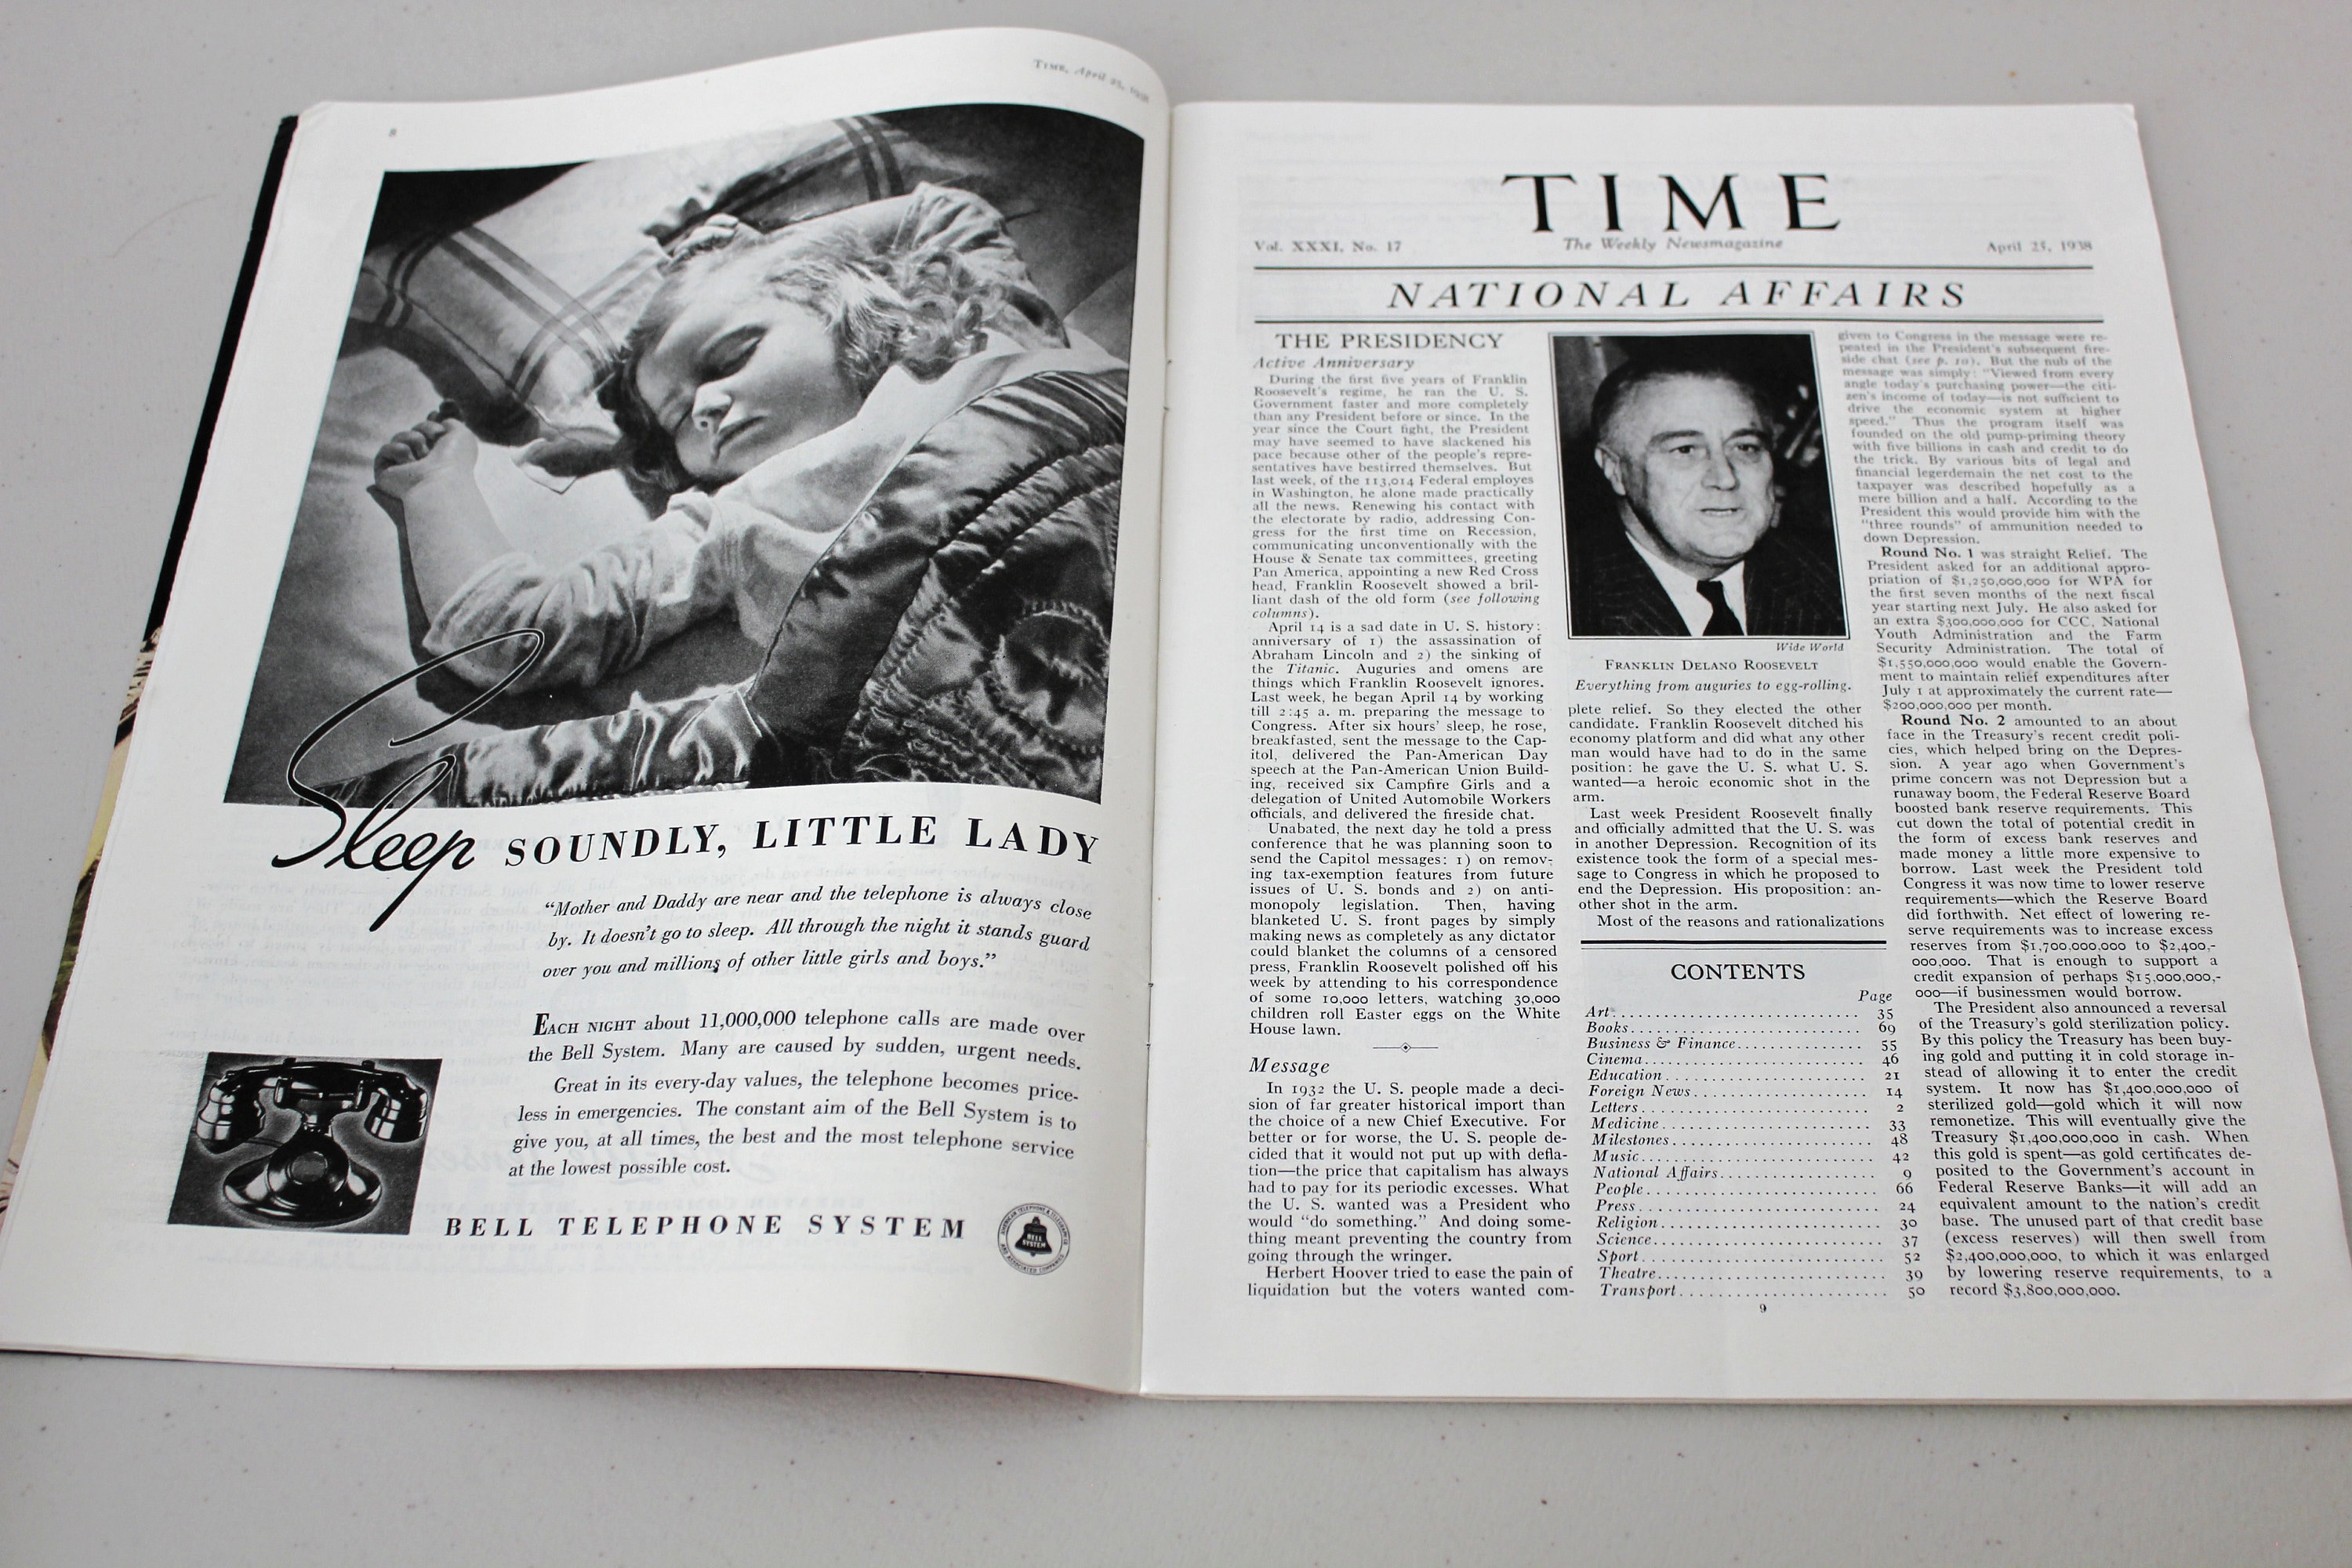 8
TIME, April 25, 1938
Sleep SOUNDLY, LITTLE LADY
“Mother and Daddy are near and the telephone is always close
by. It doesn’t go to sleep. All through the night it stands guard
over you and millions of other little girls and boys.”
EACH NIGHT about 11,000,000 telephone calls are made over
the Bell System. Many are caused by sudden, urgent needs.
Great in its every-day values, the telephone becomes price-
less in emergencies. The constant aim of the Bell System is to
give you, at all times, the best and the most telephone service
at the lowest possible cost.
BELL TELEPHONE SYSTEM
BELL
SYSTEM
TIME
Vol. XXXI, No. 17
The Weekly Newsmagazine
April 25, 1938
NATIONAL AFFAIRS
THE PRESIDENCY
Active Anniversary
During the first five years of Franklin
Roosevelt's regime, he ran the U. S.
Government faster and more completely
than any President before or since. In the
year since the Court fight, the President
may have seemed to have slackened his
pace because other of the people's repre-
sentatives have bestirred themselves. But
last week, of the 113,014 Federal employes
in Washington, he alone made practically
all the news. Renewing his contact with
the electorate by radio, addressing Con-
gress for the first time on Recession,
communicating unconventionally with the
House & Senate tax committees, greeting
Pan America, appointing a new Red Cross
head, Franklin Roosevelt showed a bril-
liant dash of the old form (see following
columns).
April 14 is a sad date in U. S. history:
anniversary of 1) the assassination of
Abraham Lincoln and 2) the sinking of
the Titanic. Auguries and omens are
things which Franklin Roosevelt ignores.
Last week, he began April 14 by working
till 2:45 a. m. preparing the message to
Congress. After six hours' sleep, he rose,
breakfasted, sent the message to the Cap-
itol, delivered the Pan-American Day
speech at the Pan-American Union Build-
ing, received six Campfire Girls and a
delegation of United Automobile Workers
officials, and delivered the fireside chat.
Unabated, the next day he told a press
conference that he was planning soon to
send the Capitol messages: 1) on remov-
ing tax-exemption features from future
issues of U. S. bonds and 2) on anti-
monopoly legislation. Then, having
blanketed U. S. front pages by simply
making news as completely as any dictator
could blanket the columns of a censored
press, Franklin Roosevelt polished off his
week by attending to his correspondence
of some 10,000 letters, watching 30,000
children roll Easter eggs on the White
House lawn.
Message
In 1932 the U. S. people made a deci-
sion of far greater historical import than
the choice of a new Chief Executive. For
better or for worse, the U. S. people de-
cided that it would not put up with defla-
tion—the price that capitalism has always
had to pay for its periodic excesses. What
the U. S. wanted was a President who
would "do something." And doing some-
thing meant preventing the country from
going through the wringer.
Herbert Hoover tried to ease the pain of
liquidation but the voters wanted com-
Wide World
FRANKLIN DELANO ROOSEVELT
Everything from auguries to egg-rolling.
plete relief. So they elected the other
candidate. Franklin Roosevelt ditched his
economy platform and did what any other
man would have had to do in the same
position: he gave the U. S. what U. S.
wanted—a heroic economic shot in the
arm.
Last week President Roosevelt finally
and officially admitted that the U. S. was
in another Depression. Recognition of its
existence took the form of a special mes-
sage to Congress in which he proposed to
end the Depression. His proposition: an-
other shot in the arm.
Most of the reasons and rationalizations
CONTENTS
Page
Art 35
Books 69
Business & Finance 55
Cinema 46
Education 21
Foreign News 14
Letters 2
Medicine 33
Milestones 48
Music 42
National Affairs 9
People 66
Press 24
Religion 30
Science 37
Sport 52
Theatre 39
Transport 50
given to Congress in the message were re-
peated in the President's subsequent fire-
side chat (see p. 10). But the nub of the
message was simply: "Viewed from every
angle today's purchasing power—the citi-
zen's income of today—is not sufficient to
drive the economic system at higher
speed." Thus the program itself was
founded on the old pump-priming theory
with five billions in cash and credit to do
the trick. By various bits of legal and
financial legerdemain the net cost to the
taxpayer was described hopefully as a
mere billion and a half. According to the
President this would provide him with the
"three rounds" of ammunition needed to
down Depression.
Round No. 1 was straight Relief. The
President asked for an additional appro-
priation of $1,250,000,000 for WPA for
the first seven months of the next fiscal
year starting next July. He also asked for
an extra $300,000,000 for CCC, National
Youth Administration and the Farm
Security Administration. The total of
$1,550,000,000 would enable the Govern-
ment to maintain relief expenditures after
July 1 at approximately the current rate—
$200,000,000 per month.
Round No. 2 amounted to an about
face in the Treasury's recent credit poli-
cies, which helped bring on the Depres-
sion. A year ago when Government's
prime concern was not Depression but a
runaway boom, the Federal Reserve Board
boosted bank reserve requirements. This
cut down the total of potential credit in
the form of excess bank reserves and
made money a little more expensive to
borrow. Last week the President told
Congress it was now time to lower reserve
requirements—which the Reserve Board
did forthwith. Net effect of lowering re-
serve requirements was to increase excess
reserves from $1,700,000,000 to $2,400,-
000,000. That is enough to support a
credit expansion of perhaps $15,000,000,-
000—if businessmen would borrow.
The President also announced a reversal
of the Treasury's gold sterilization policy.
By this policy the Treasury has been buy-
ing gold and putting it in cold storage in-
stead of allowing it to enter the credit
system. It now has $1,400,000,000 of
sterilized gold—gold which it will now
remonetize. This will eventually give the
Treasury $1,400,000,000 in cash. When
this gold is spent—as gold certificates de-
posited to the Government's account in
Federal Reserve Banks—it will add an
equivalent amount to the nation's credit
base. The unused part of that credit base
(excess reserves) will then swell from
$2,400,000,000, to which it was enlarged
by lowering reserve requirements, to a
record $3,800,000,000.
9